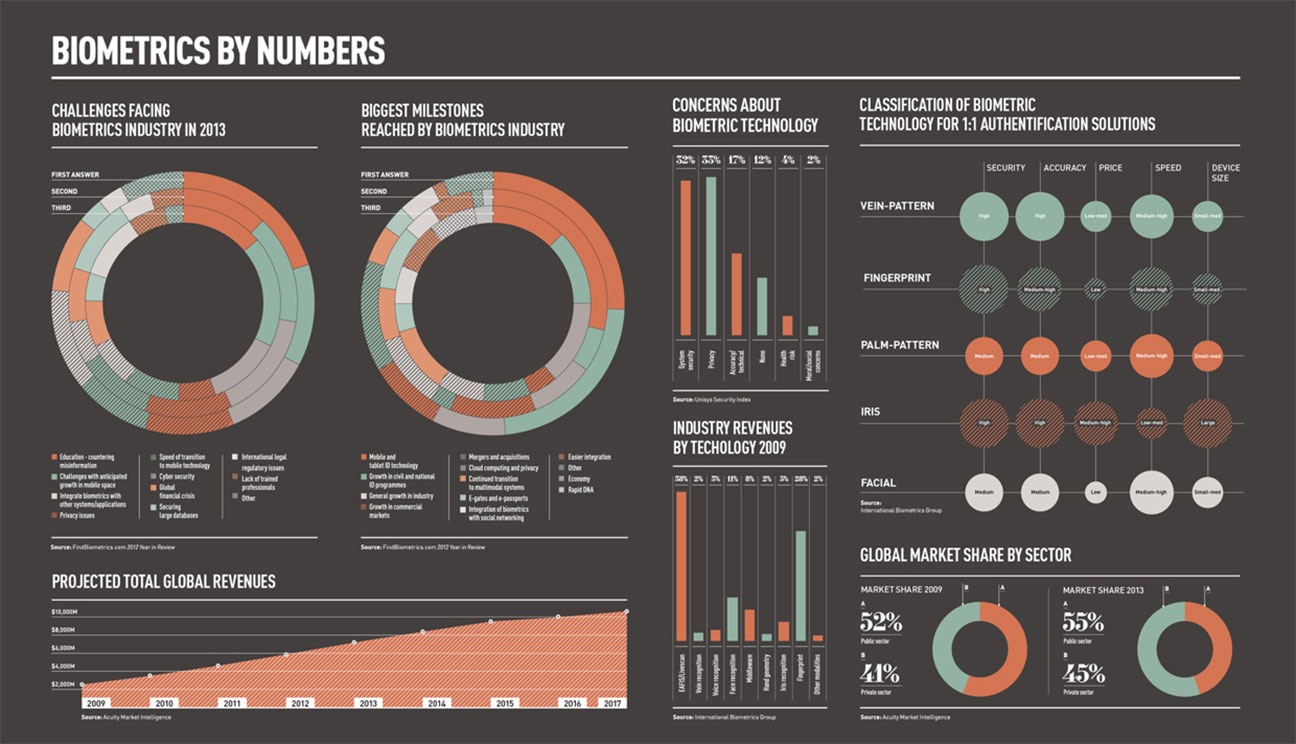 BIOMETRICS BY NUMBERS
CHALLENGES FACING
BIOMETRICS INDUSTRY IN 2013
FIRST ANSWER
SECOND
THIRD
Education - countering
misinformation
Challenges with anticipated
growth in mobile space
Integrate biometrics with
other systems/applications
Privacy issues
Speed of transition
to mobile technology
Cyber security
Global
financial crisis
Securing
large databases
International legal
regulatory issues
Lack of trained
professionals
Other
Source: FindBiometrics.com 2012 Year in Review
BIGGEST MILESTONES
REACHED BY BIOMETRICS INDUSTRY
FIRST ANSWER
SECOND
THIRD
Mobile and
tablet ID technology
Growth in civil and national
ID programmes
General growth in industry
Growth in commercial
markets
Mergers and acquisitions
Cloud computing and privacy
Continued transition
to multimodal systems
E-gates and e-passports
Integration of biometrics
with social networking
Easier integration
Other
Economy
Rapid DNA
Source: FindBiometrics.com 2012 Year in Review
PROJECTED TOTAL GLOBAL REVENUES
$10,000M
$8,000M
$6,000M
$4,000M
$2,000M
2009
2010
2011
2012
2013
2014
2015
2016
2017
Source: Acuity Market Intelligence
CONCERNS ABOUT
BIOMETRIC TECHNOLOGY
32%
33%
17%
12%
4%
2%
System
security
Privacy
Accuracy/
technical
None
Health
risk
Moral/social
concerns
Source: Unisys Security Index
INDUSTRY REVENUES
BY TECHOLOGY 2009
38%
2%
3%
11%
8%
2%
5%
28%
2%
EAFIS/Livescan
Vein recognition
Voice recognition
Face recognition
Middleware
Hand geometry
Iris recognition
Fingerprint
Other modalities
Source: International Biometrics Group
CLASSIFICATION OF BIOMETRIC
TECHNOLOGY FOR 1:1 AUTHENTIFICATION SOLUTIONS
SECURITY
ACCURACY
PRICE
SPEED
DEVICE
SIZE
VEIN-PATTERN
High
High
Low-med
Medium-high
Small-med
FINGERPRINT
High
Medium-high
Low
Medium-high
Small-med
PALM-PATTERN
Medium
Medium
Low-med
Medium-high
Small-med
IRIS
High
High
Medium-high
Low-med
Large
FACIAL
Medium
Medium
Low
Medium-high
Small-med
Source:
International Biometrics Group
GLOBAL MARKET SHARE BY SECTOR
MARKET SHARE 2009
A
52%
Public sector
B
41%
Private sector
B
A
MARKET SHARE 2013
A
55%
Public sector
B
45%
Private sector
B
A
Source: Acuity Market Intelligence